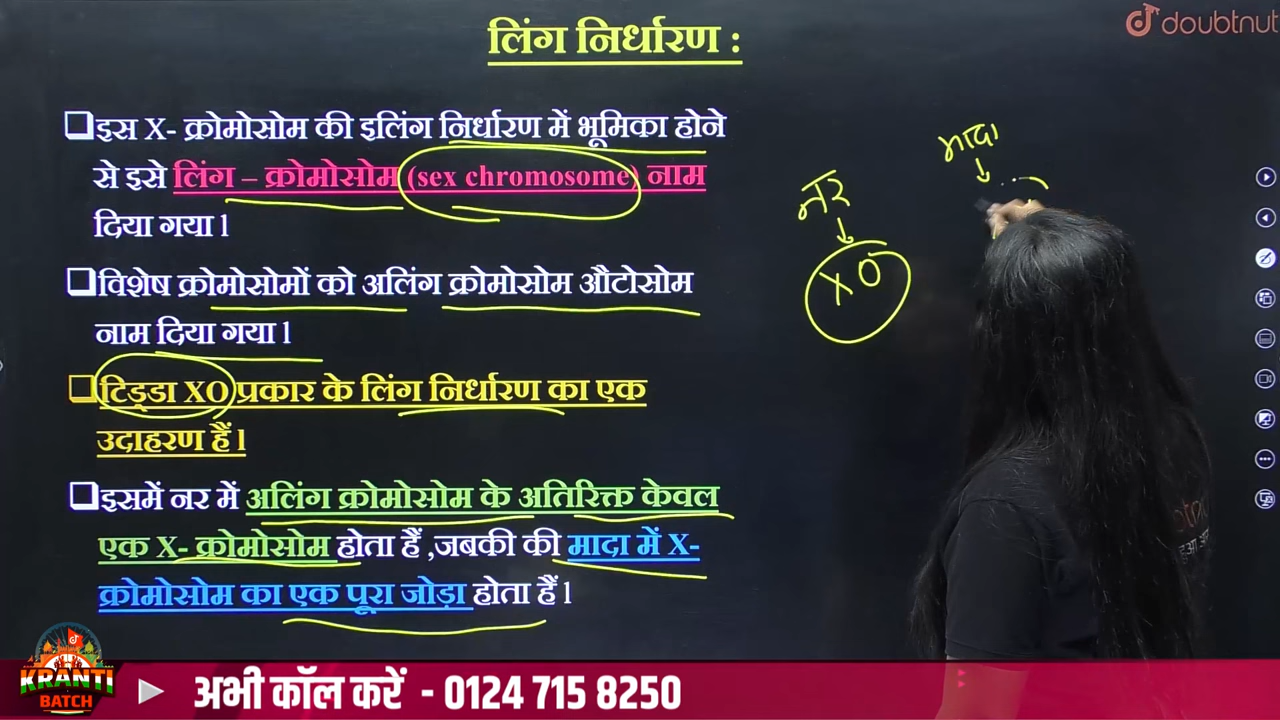 लिंग निर्धारण :
doubtnut
❑इस X- क्रोमोसोम की इलिंग निर्धारण में भूमिका होने
से इसे लिंग – क्रोमोसोम (sex chromosome) नाम
दिया गया l
❑विशेष क्रोमोसोमों को अलिंग क्रोमोसोम औटोसोम
नाम दिया गया l
❑टिड्डा XO प्रकार के लिंग निर्धारण का एक
उदाहरण हैं l
❑इसमें नर में अलिंग क्रोमोसोम के अतिरिक्त केवल
एक X- क्रोमोसोम होता हैं ,जबकी की मादा में X-
क्रोमोसोम का एक पूरा जोड़ा होता हैं l
नर
XO
मादा
KRANTI
BATCH
अभी कॉल करें - 0124 715 8250